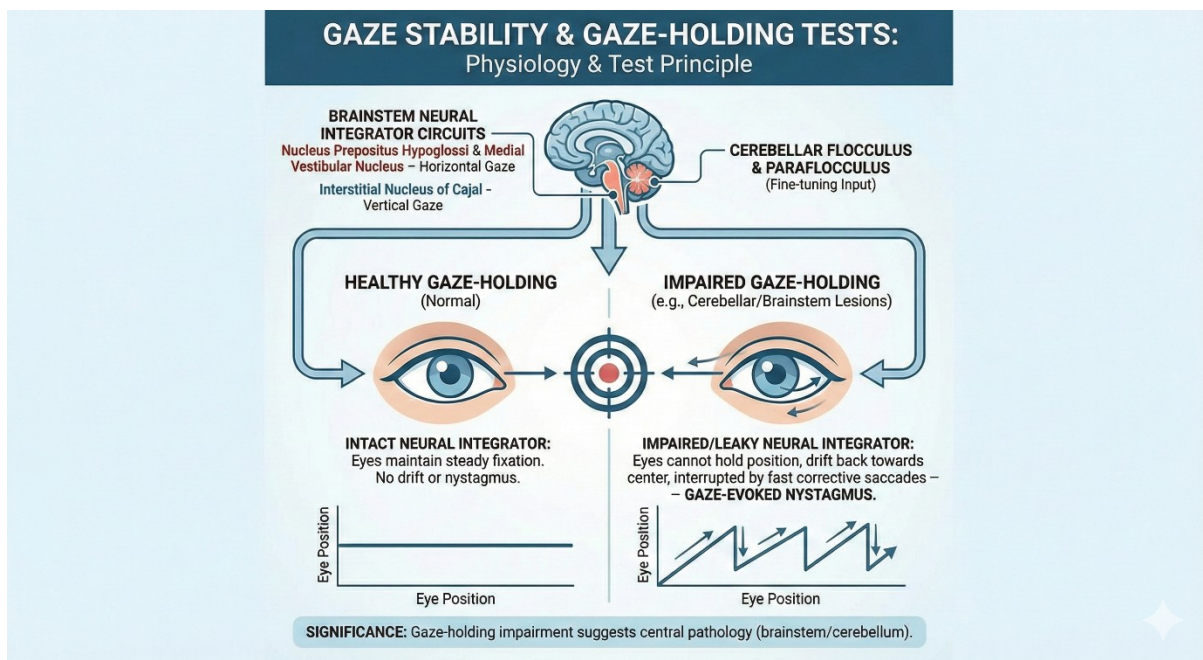 GAZE STABILITY & GAZE-HOLDING TESTS:
Physiology & Test Principle
BRAINSTEM NEURAL
INTEGRATOR CIRCUITS
Nucleus Prepositus Hypoglossi & Medial
Vestibular Nucleus – Horizontal Gaze
Interstitial Nucleus of Cajal –
Vertical Gaze
CEREBELLAR FLOCCULUS
& PARAFLOCCULUS
(Fine-tuning Input)
HEALTHY GAZE-HOLDING
(Normal)
IMPAIRED GAZE-HOLDING
(e.g., Cerebellar/Brainstem Lesions)
INTACT NEURAL INTEGRATOR:
Eyes maintain steady fixation.
No drift or nystagmus.
IMPAIRED/LEAKY NEURAL INTEGRATOR:
Eyes cannot hold position, drift back towards
center, interrupted by fast corrective saccades –
– GAZE-EVOKED NYSTAGMUS.
Eye Position
Eye Position
Eye Position
Eye Position
SIGNIFICANCE: Gaze-holding impairment suggests central pathology (brainstem/cerebellum).